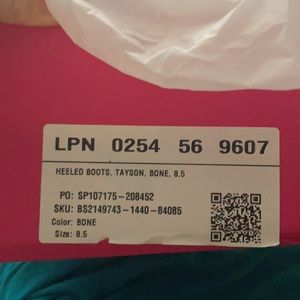 LPN 0254 56 9607
HEELED BOOTS, TAYSON, BONE, 8.5
PO: SP107175-208452
SKU: BS2149743-1440-84085
Color: BONE
Size: 8.5